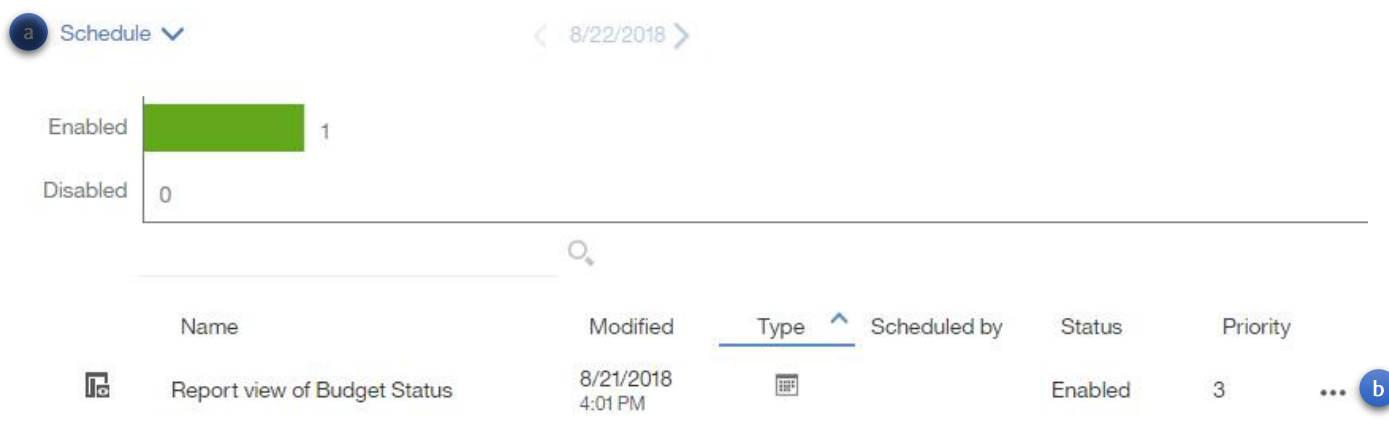 a Schedule 8/22/2018
Enabled 1
Disabled 0
Name Modified Type Scheduled by Status Priority
Report view of Budget Status 8/21/2018 4:01 PM Enabled 3 ... b